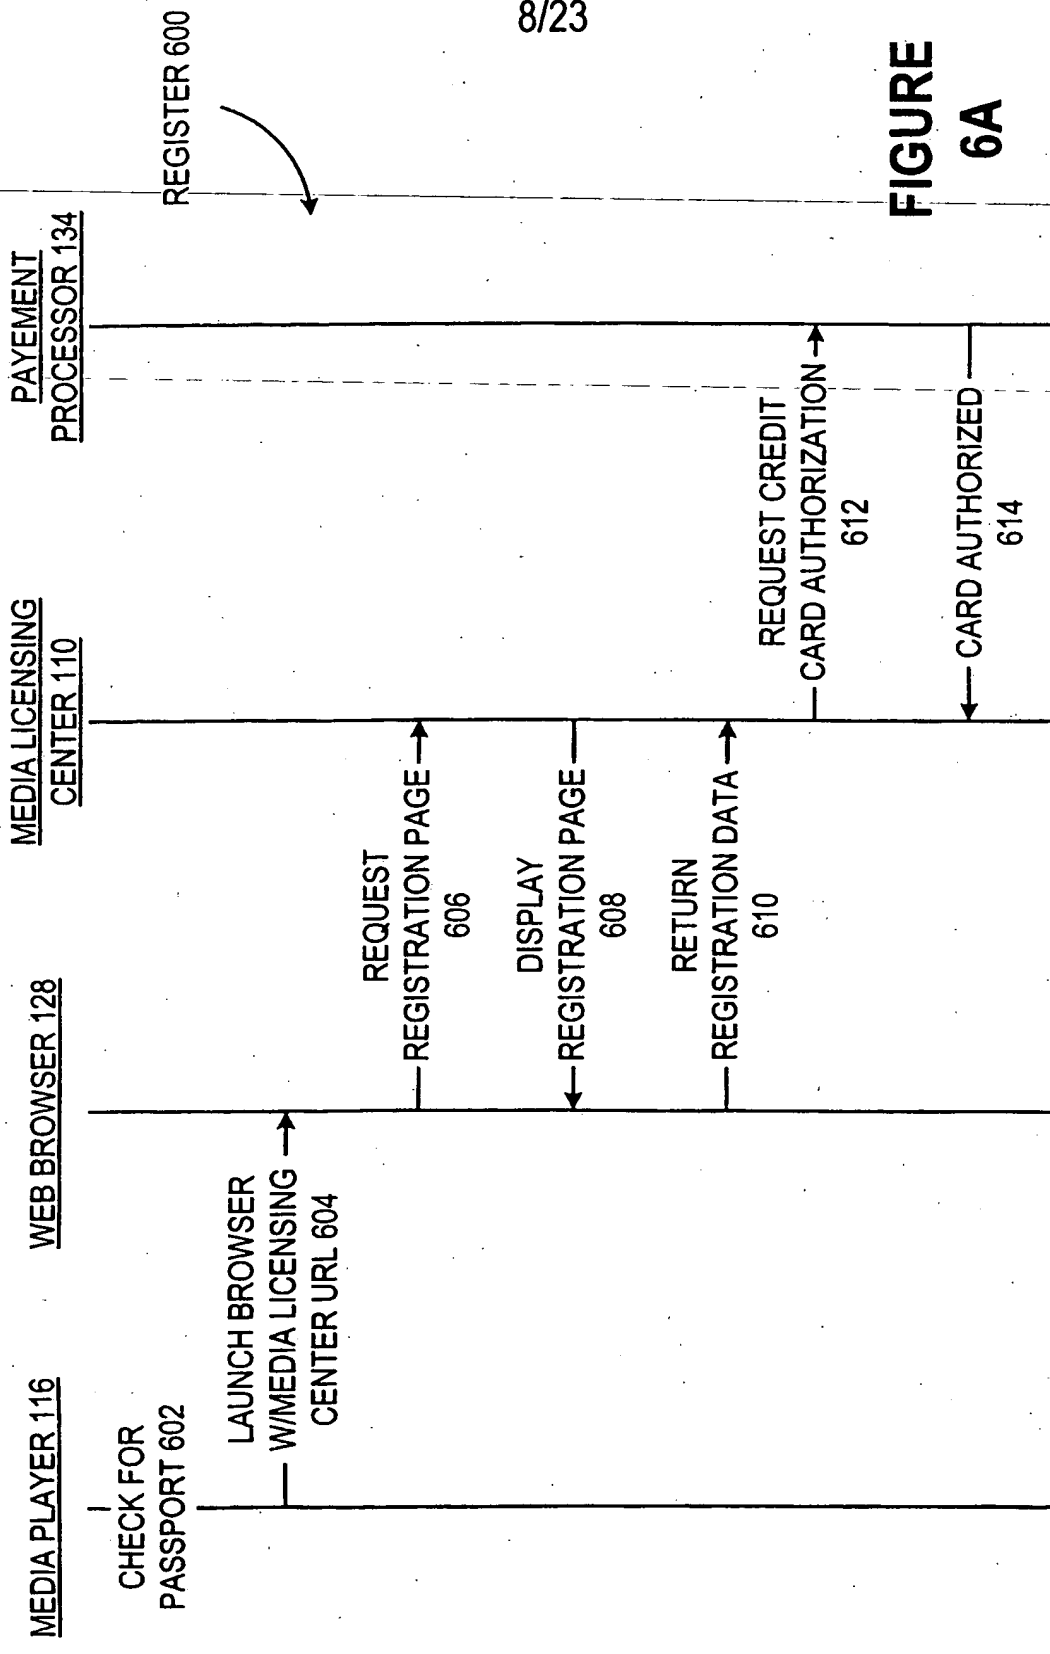 8/23
MEDIA PLAYER 116
WEB BROWSER 128
MEDIA LICENSING
CENTER 110
PAYEMENT
PROCESSOR 134
REGISTER 600
CHECK FOR
PASSPORT 602
LAUNCH BROWSER
W/MEDIA LICENSING
CENTER URL 604
REQUEST
REGISTRATION PAGE
606
DISPLAY
REGISTRATION PAGE
608
RETURN
REGISTRATION DATA
610
REQUEST CREDIT
CARD AUTHORIZATION
612
CARD AUTHORIZED
614
FIGURE
6A